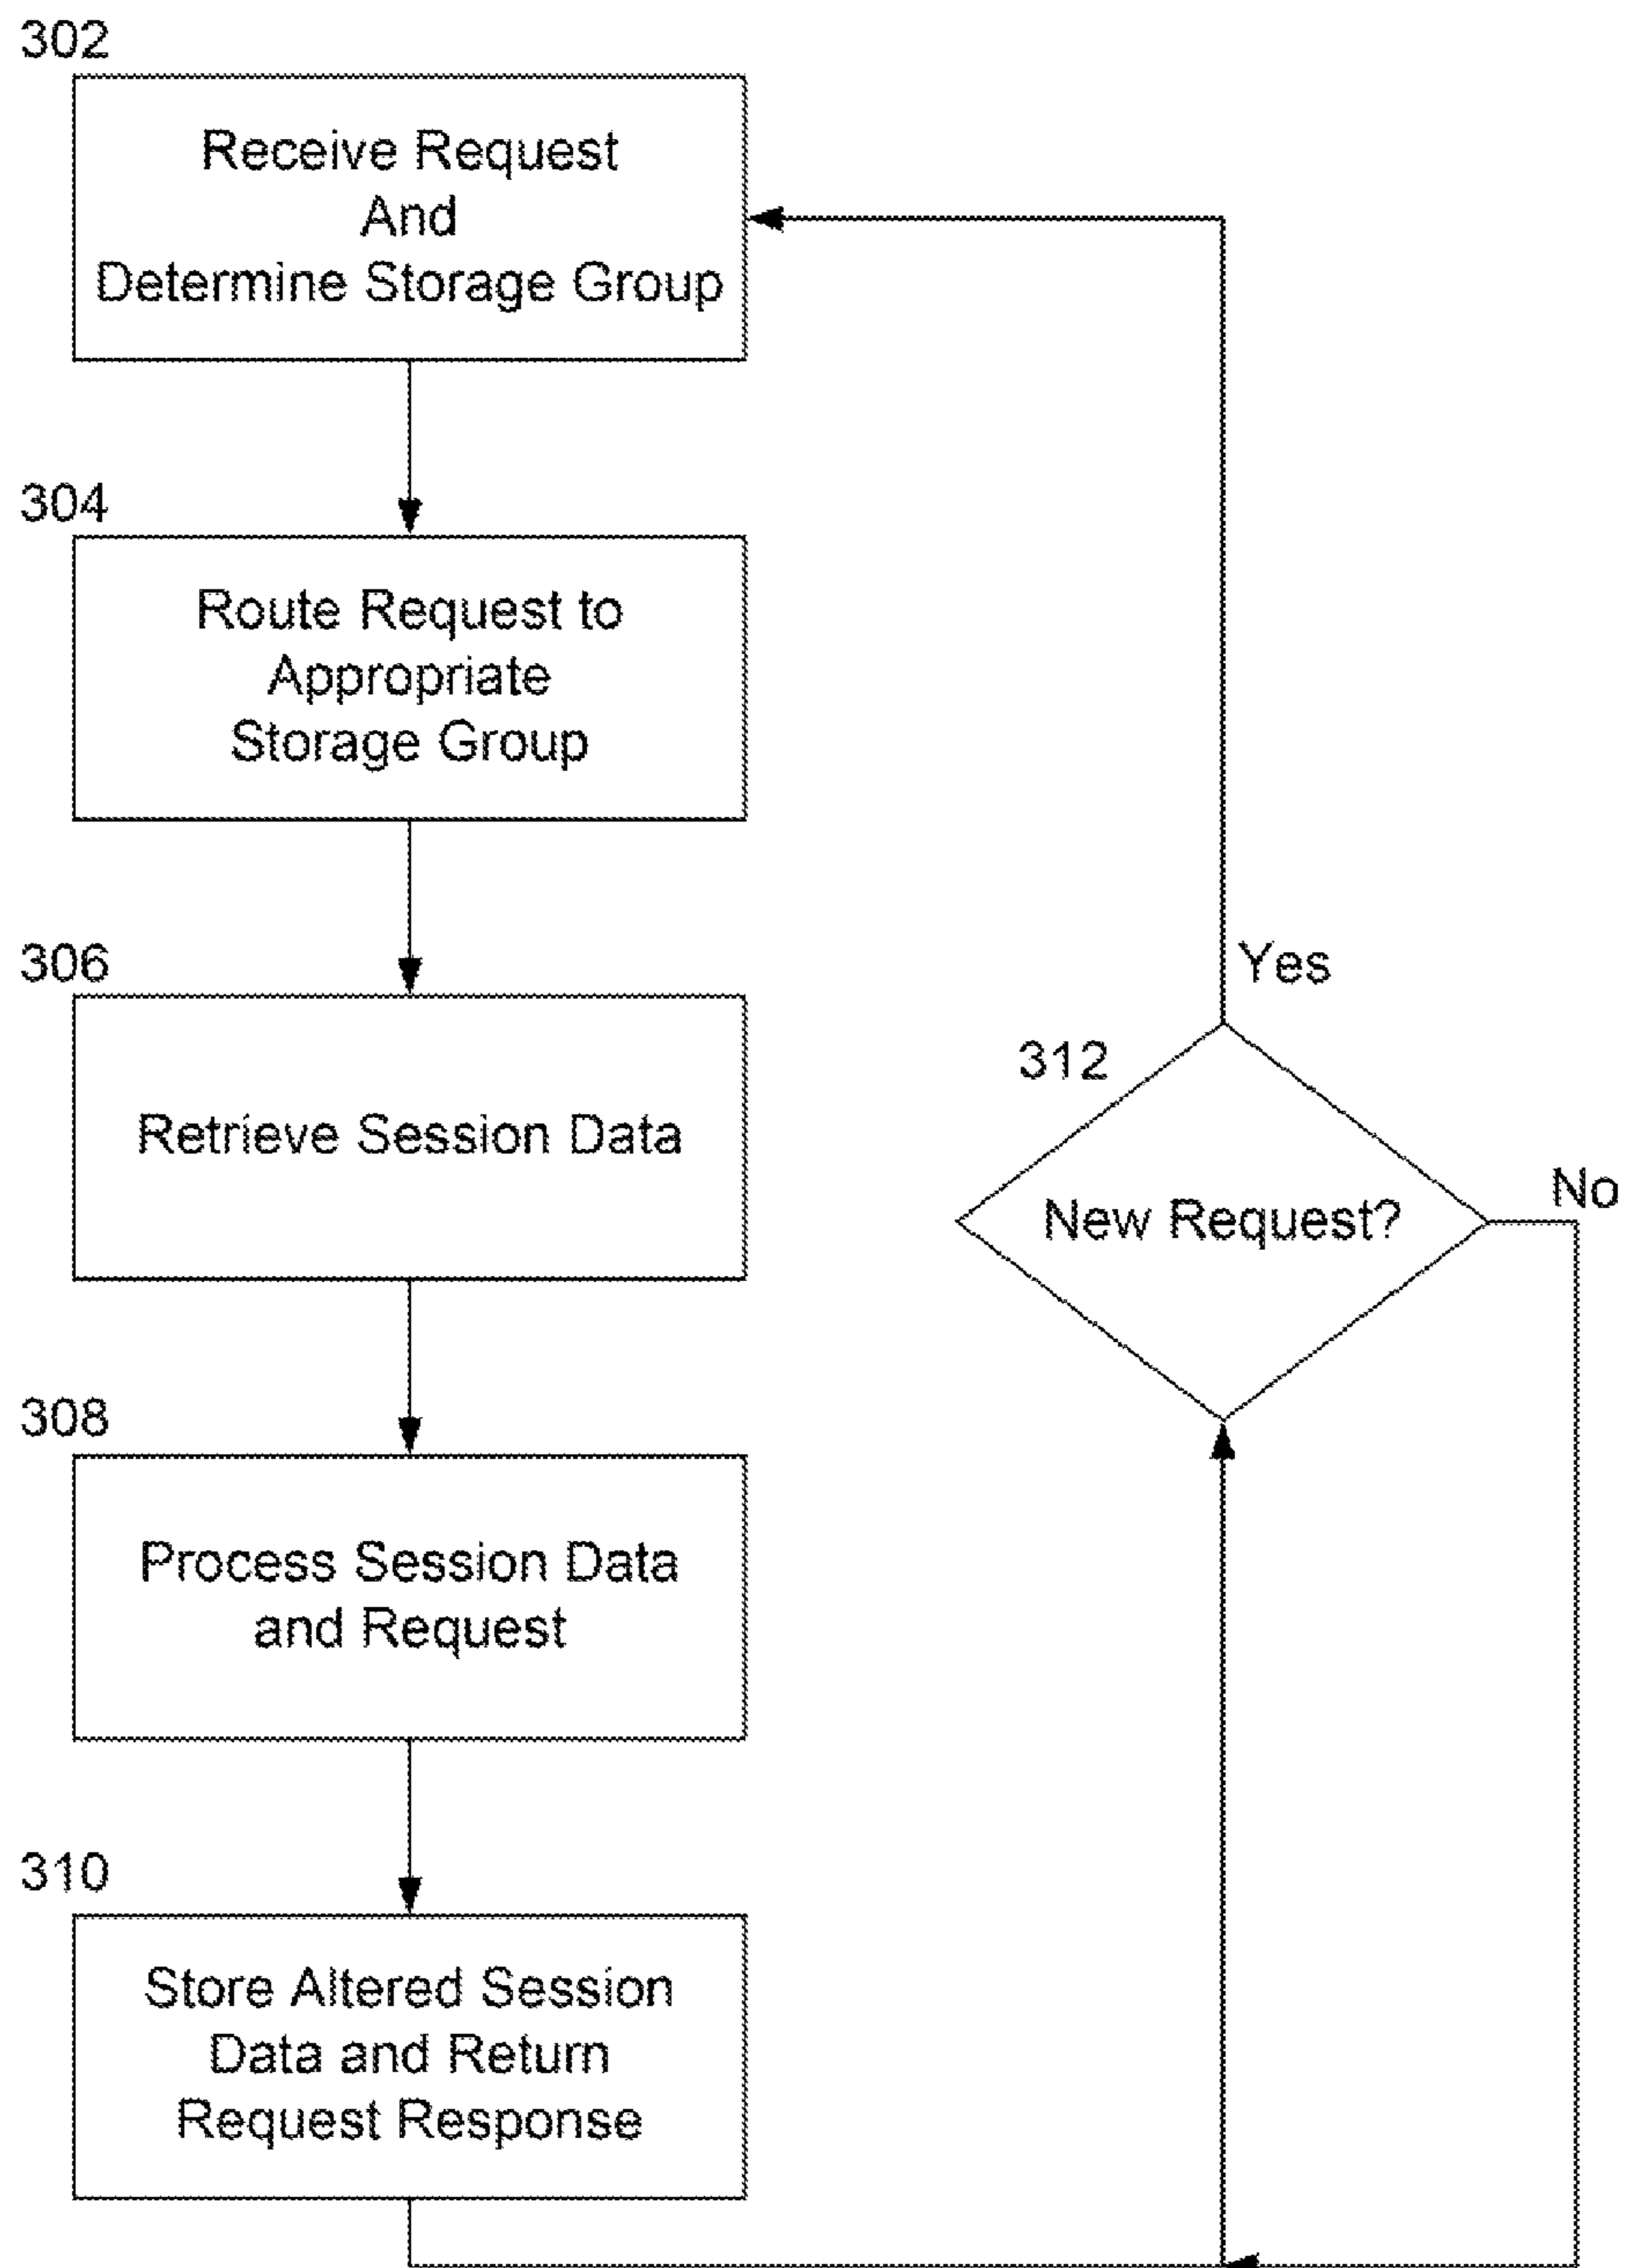 302
Receive Request
And
Determine Storage Group
304
Route Request to
Appropriate
Storage Group
306
Retrieve Session Data
308
Process Session Data
and Request
310
Store Altered Session
Data and Return
Request Response
Yes
312
New Request?
No